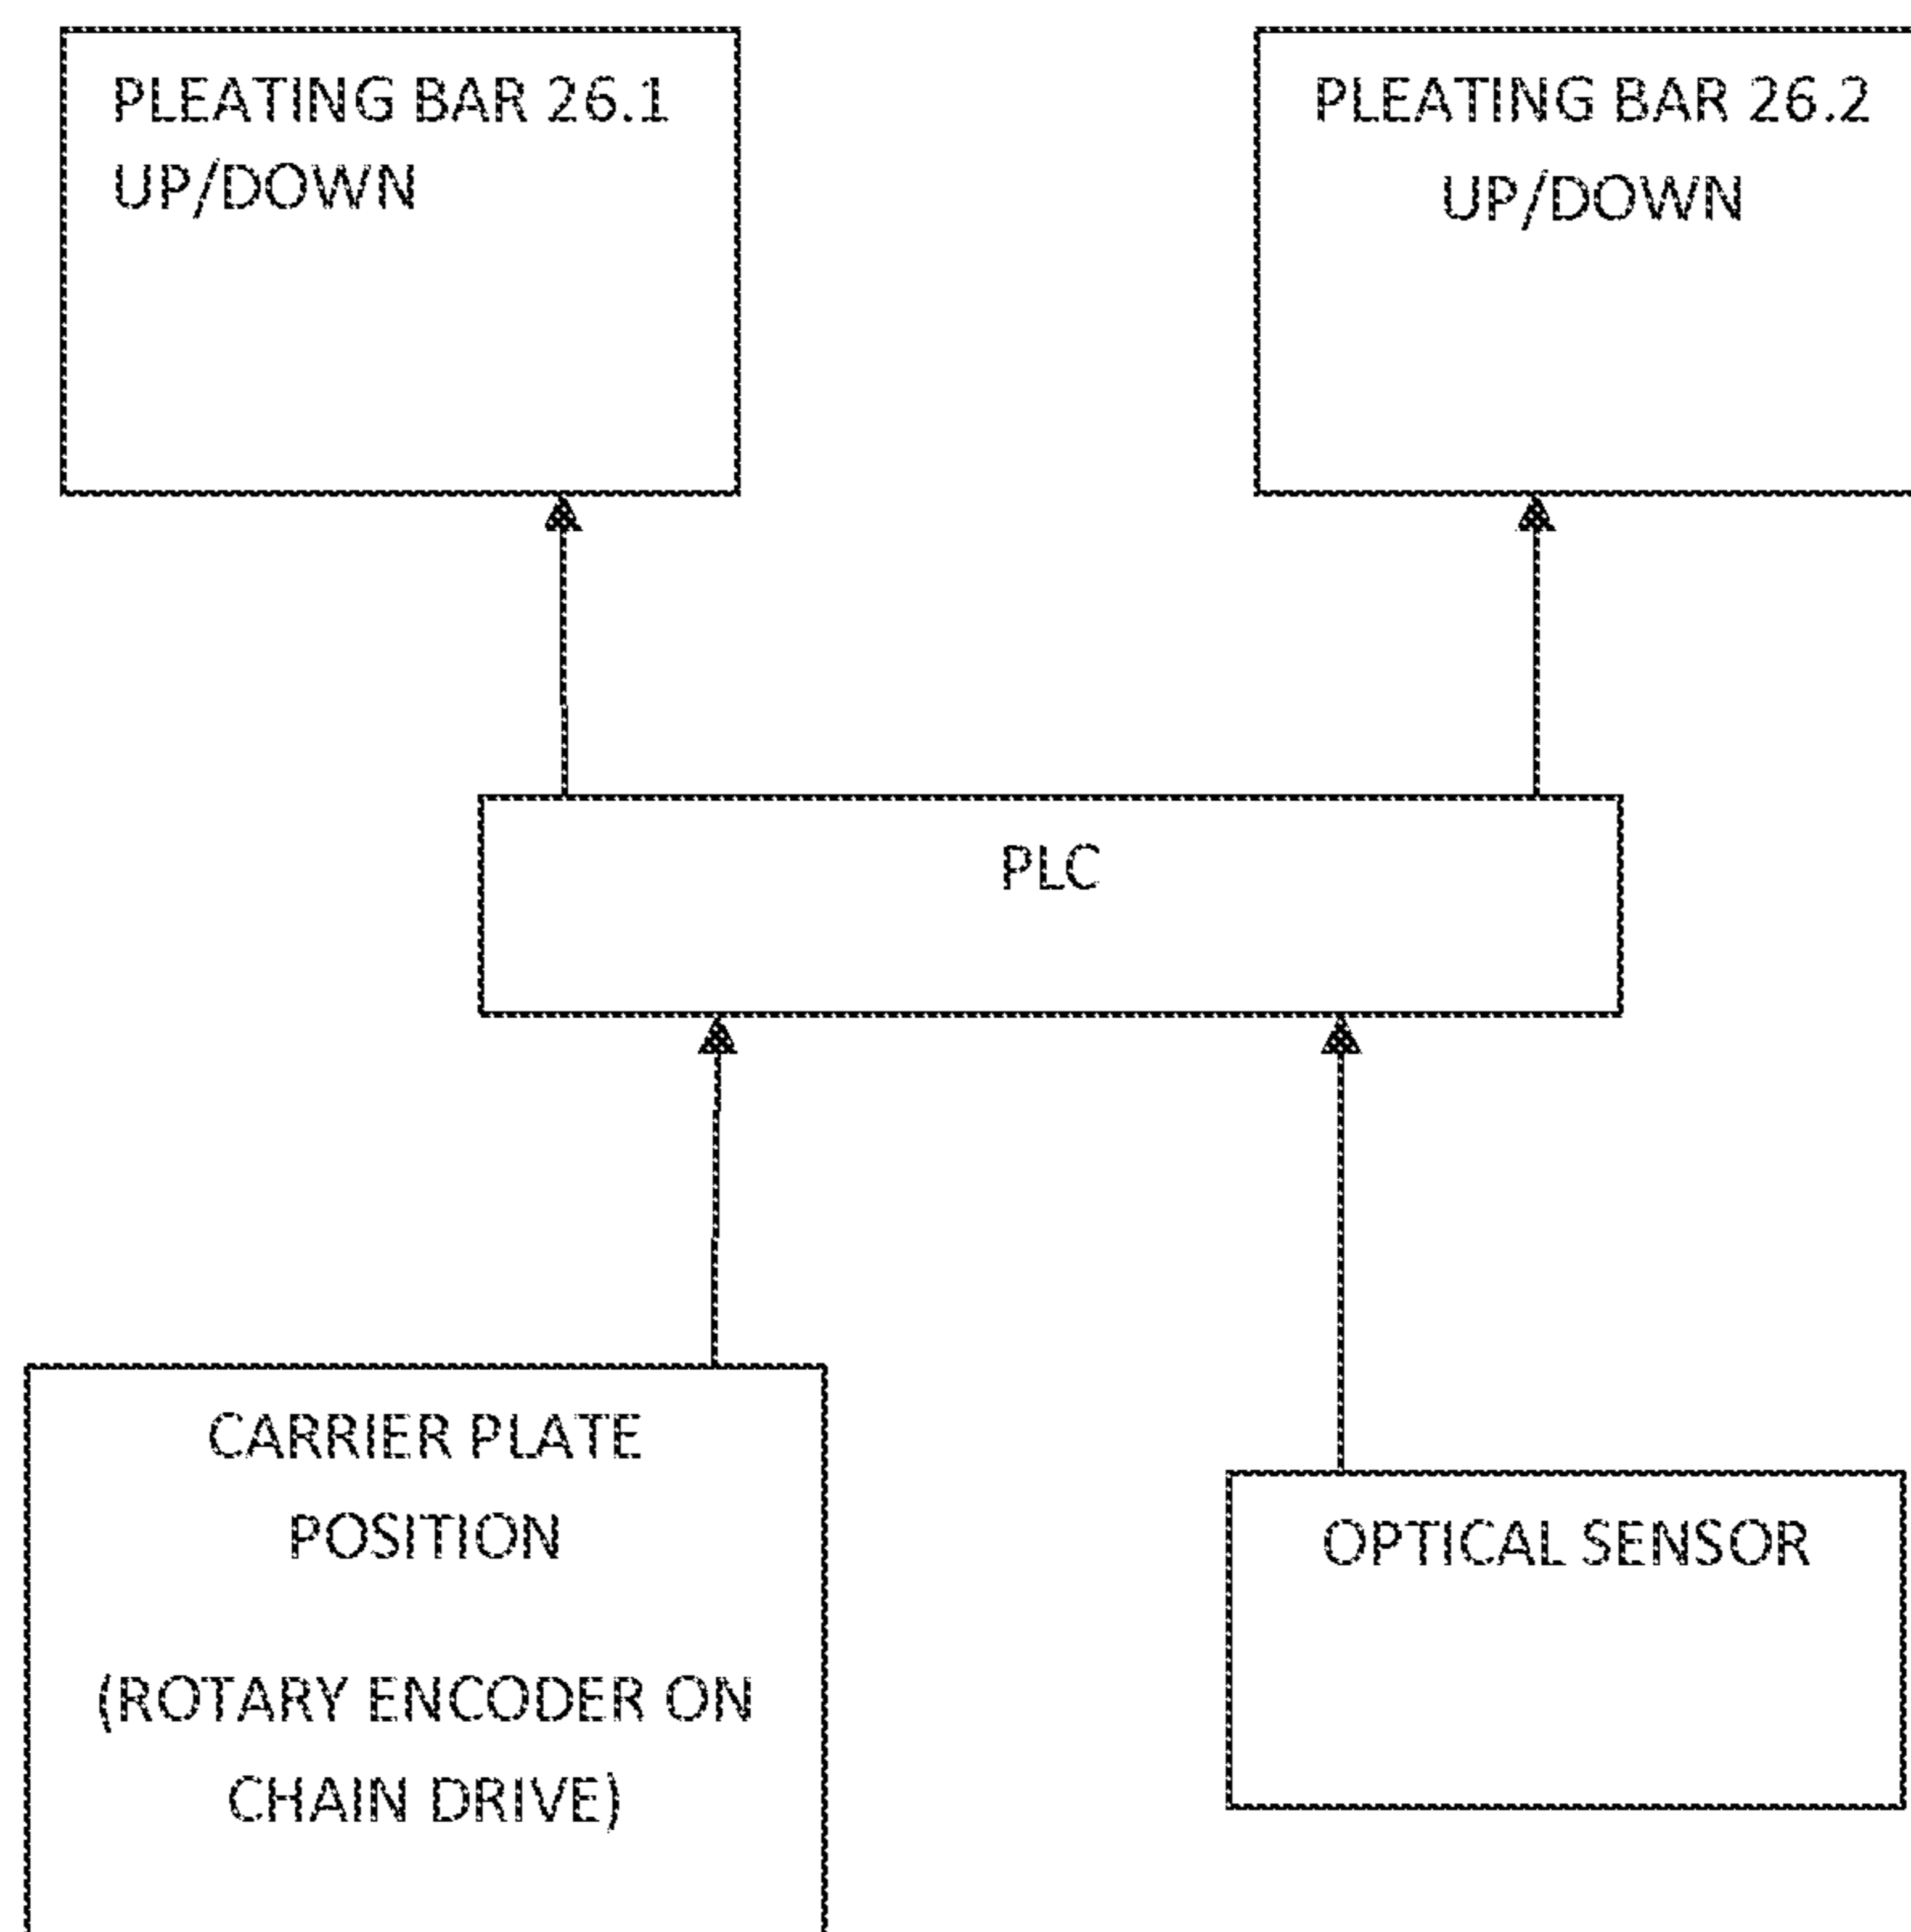 PLEATING BAR 26.1
UP/DOWN
PLEATING BAR 26.2
UP/DOWN
PLC
CARRIER PLATE
POSITION
(ROTARY ENCODER ON
CHAIN DRIVE)
OPTICAL SENSOR